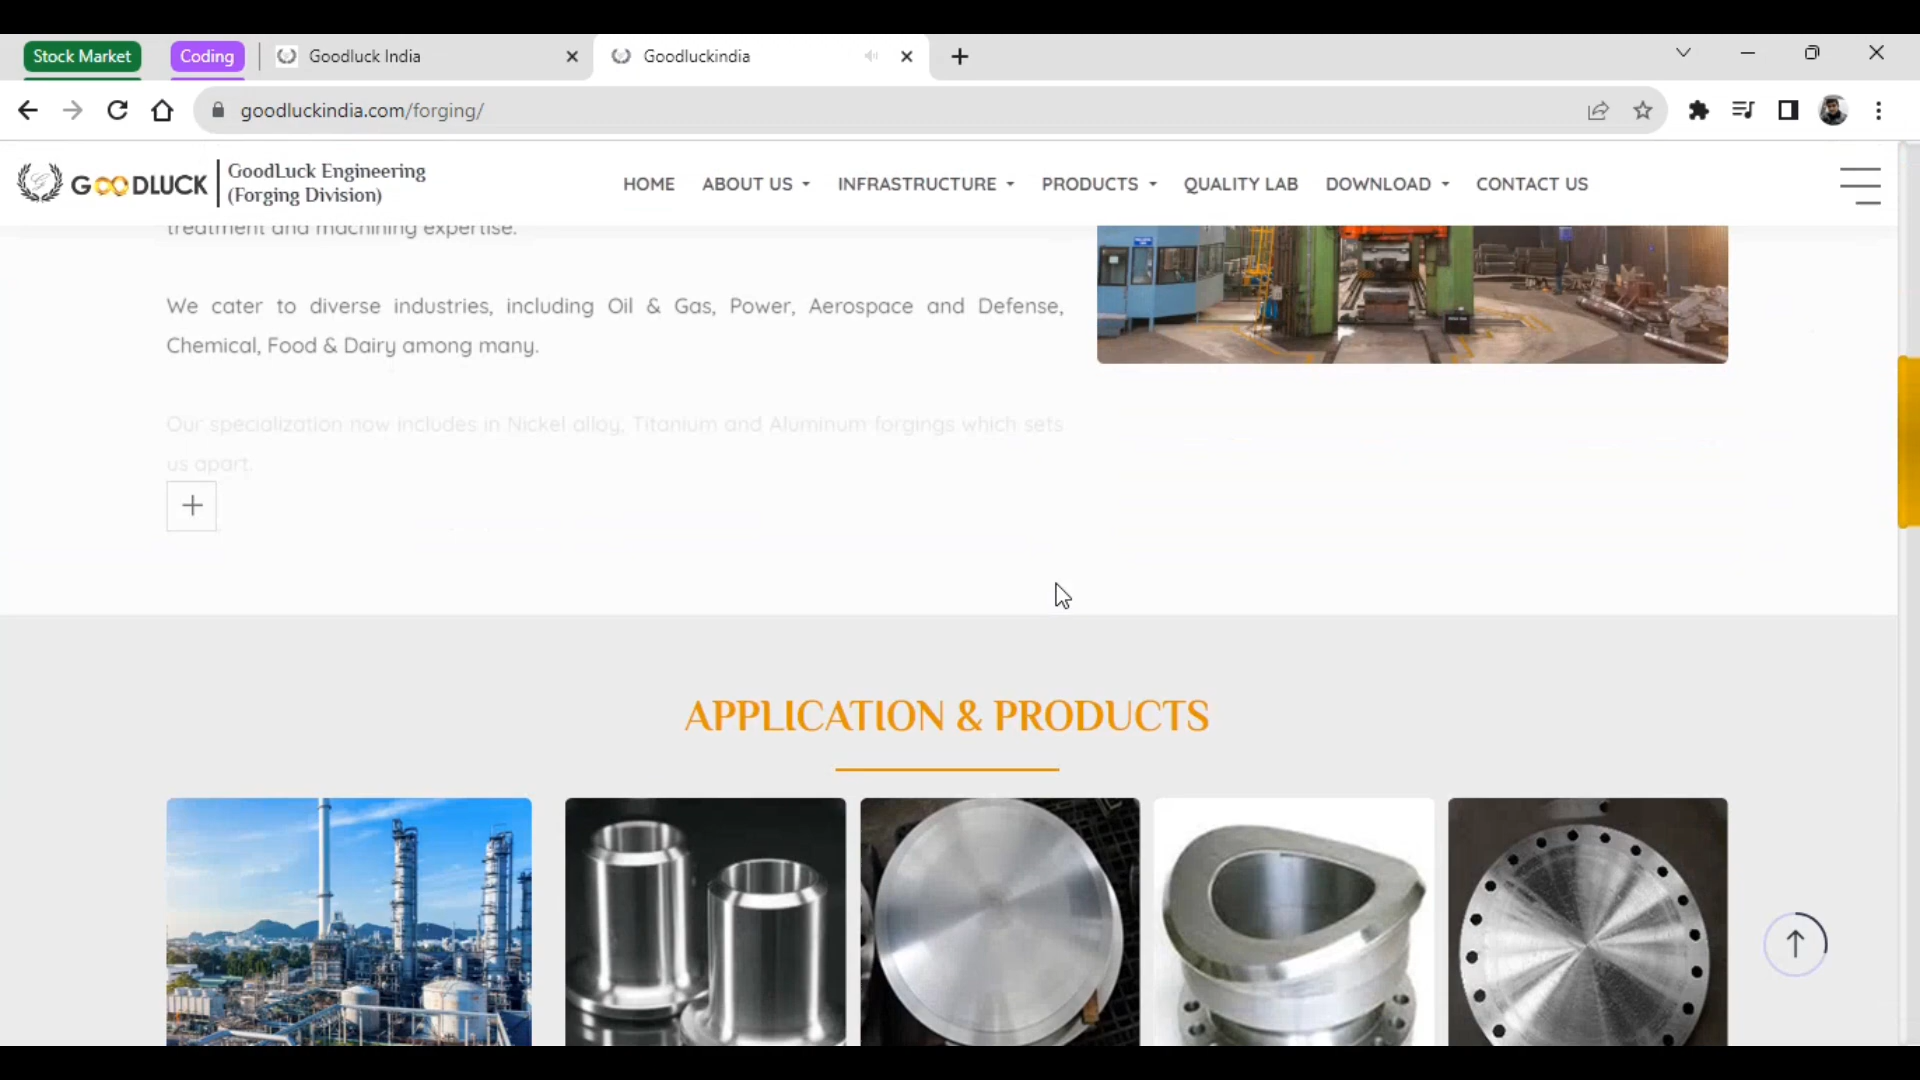 Stock Market
Coding
Goodluck India
Goodluckindia
goodluckindia.com/forging/
GOODLUCK
GoodLuck Engineering
(Forging Division)
HOME
ABOUT US
INFRASTRUCTURE
PRODUCTS
QUALITY LAB
DOWNLOAD
CONTACT US
treatment and machining expertise.
We cater to diverse industries, including Oil & Gas, Power, Aerospace and Defense,
Chemical, Food & Dairy among many.
Our specialization now includes in Nickel alloy, Titanium and Aluminum forgings which sets
us apart.
APPLICATION & PRODUCTS